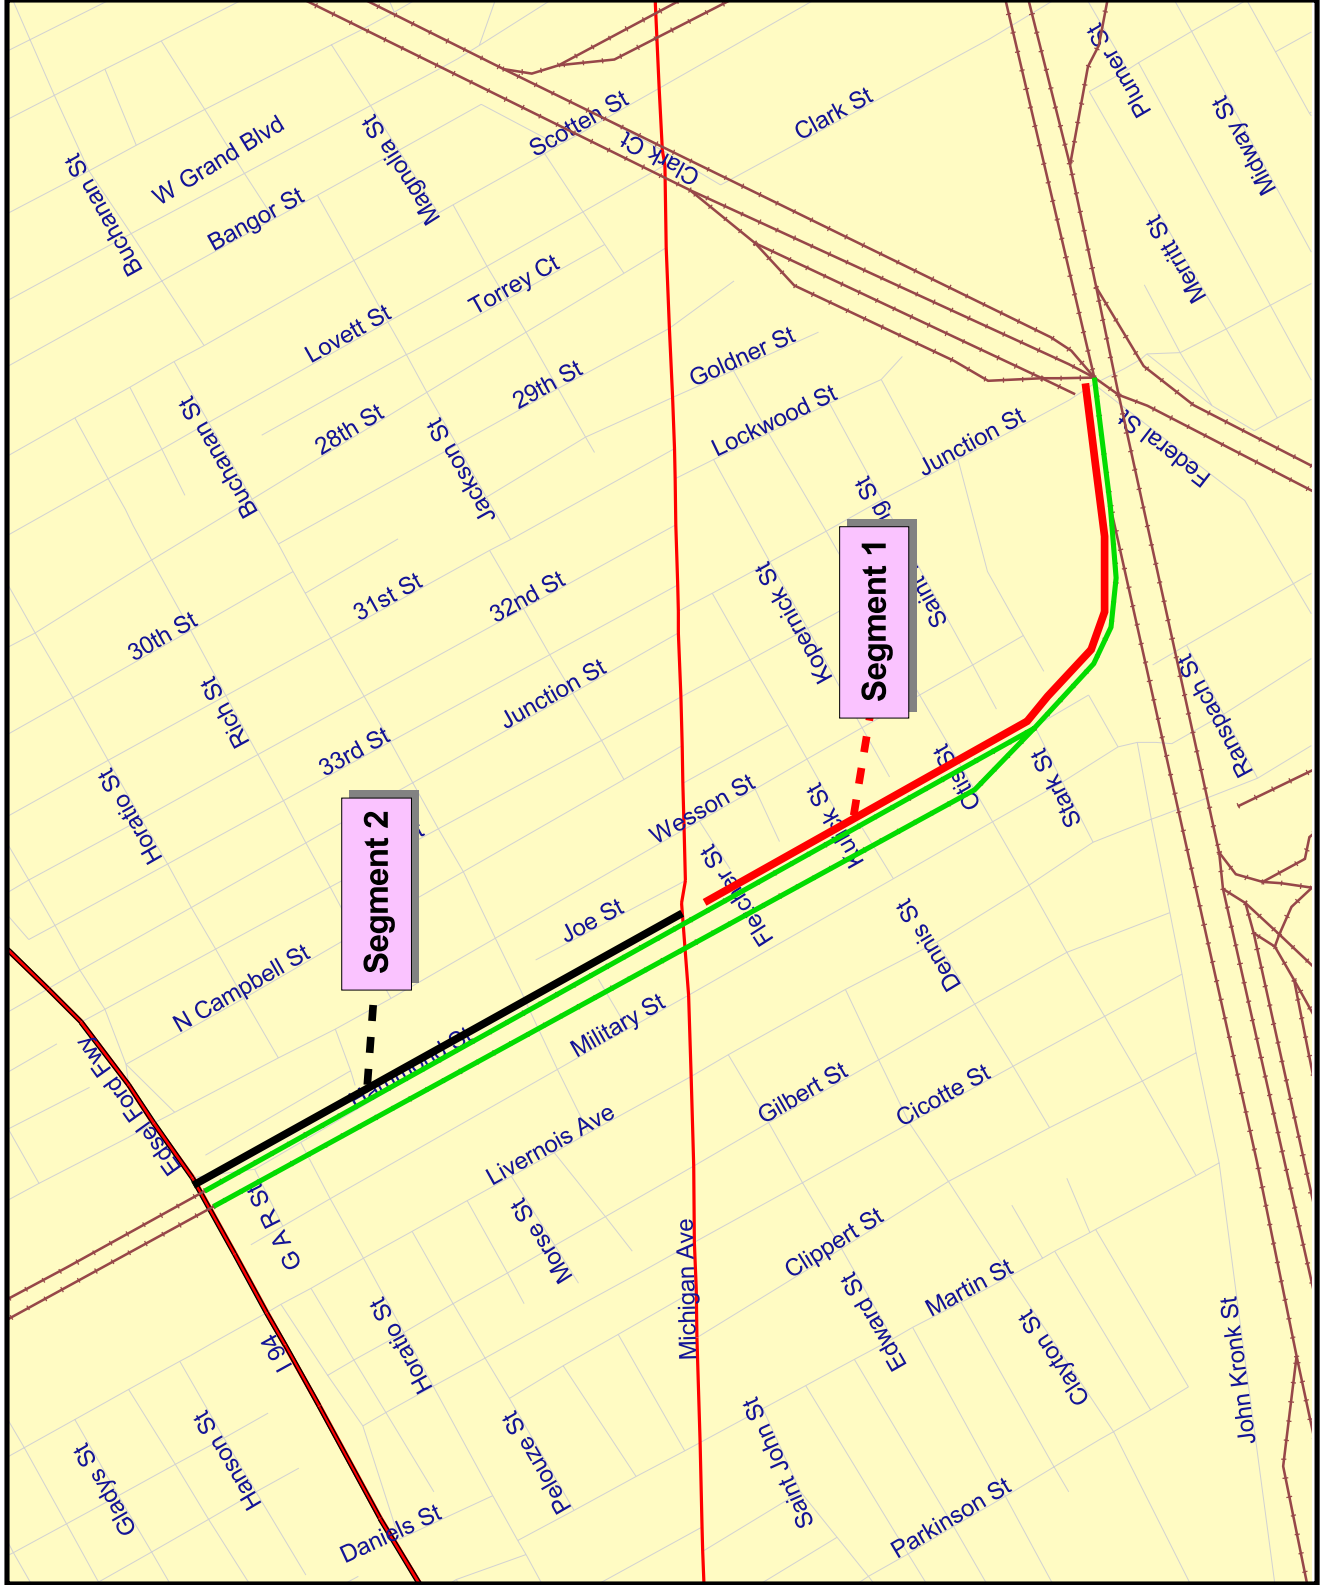 Plumer St
Clark St
Midway St
Scotten St
W Grand Blvd
Magnolia St
Clark Ct
Buchanan St
Bangor St
Merritt St
Torrey Ct
Lovett St
Goldner St
29th St
Lockwood St
28th St
Junction St
Federal St
Buchanan St
Jackson St
Saint
St
Segment 1
31st St
32nd St
Kopernick St
30th St
Junction St
Ranspach St
Rich St
33rd St
Otis St
Stark St
Horatio St
Wesson St
Kulick St
Segment 2
Fletcher St
Joe St
Dennis St
N Campbell St
Military St
Edsel Ford Fwy
Gilbert St
Cicotte St
Livernois Ave
G A R St
Morse St
Clippert St
Michigan Ave
Martin St
Edward St
I 94
Horatio St
Clayton St
John Kronk St
Hanson St
Pelouze St
Saint John St
Gladys St
Daniels St
Parkinson St